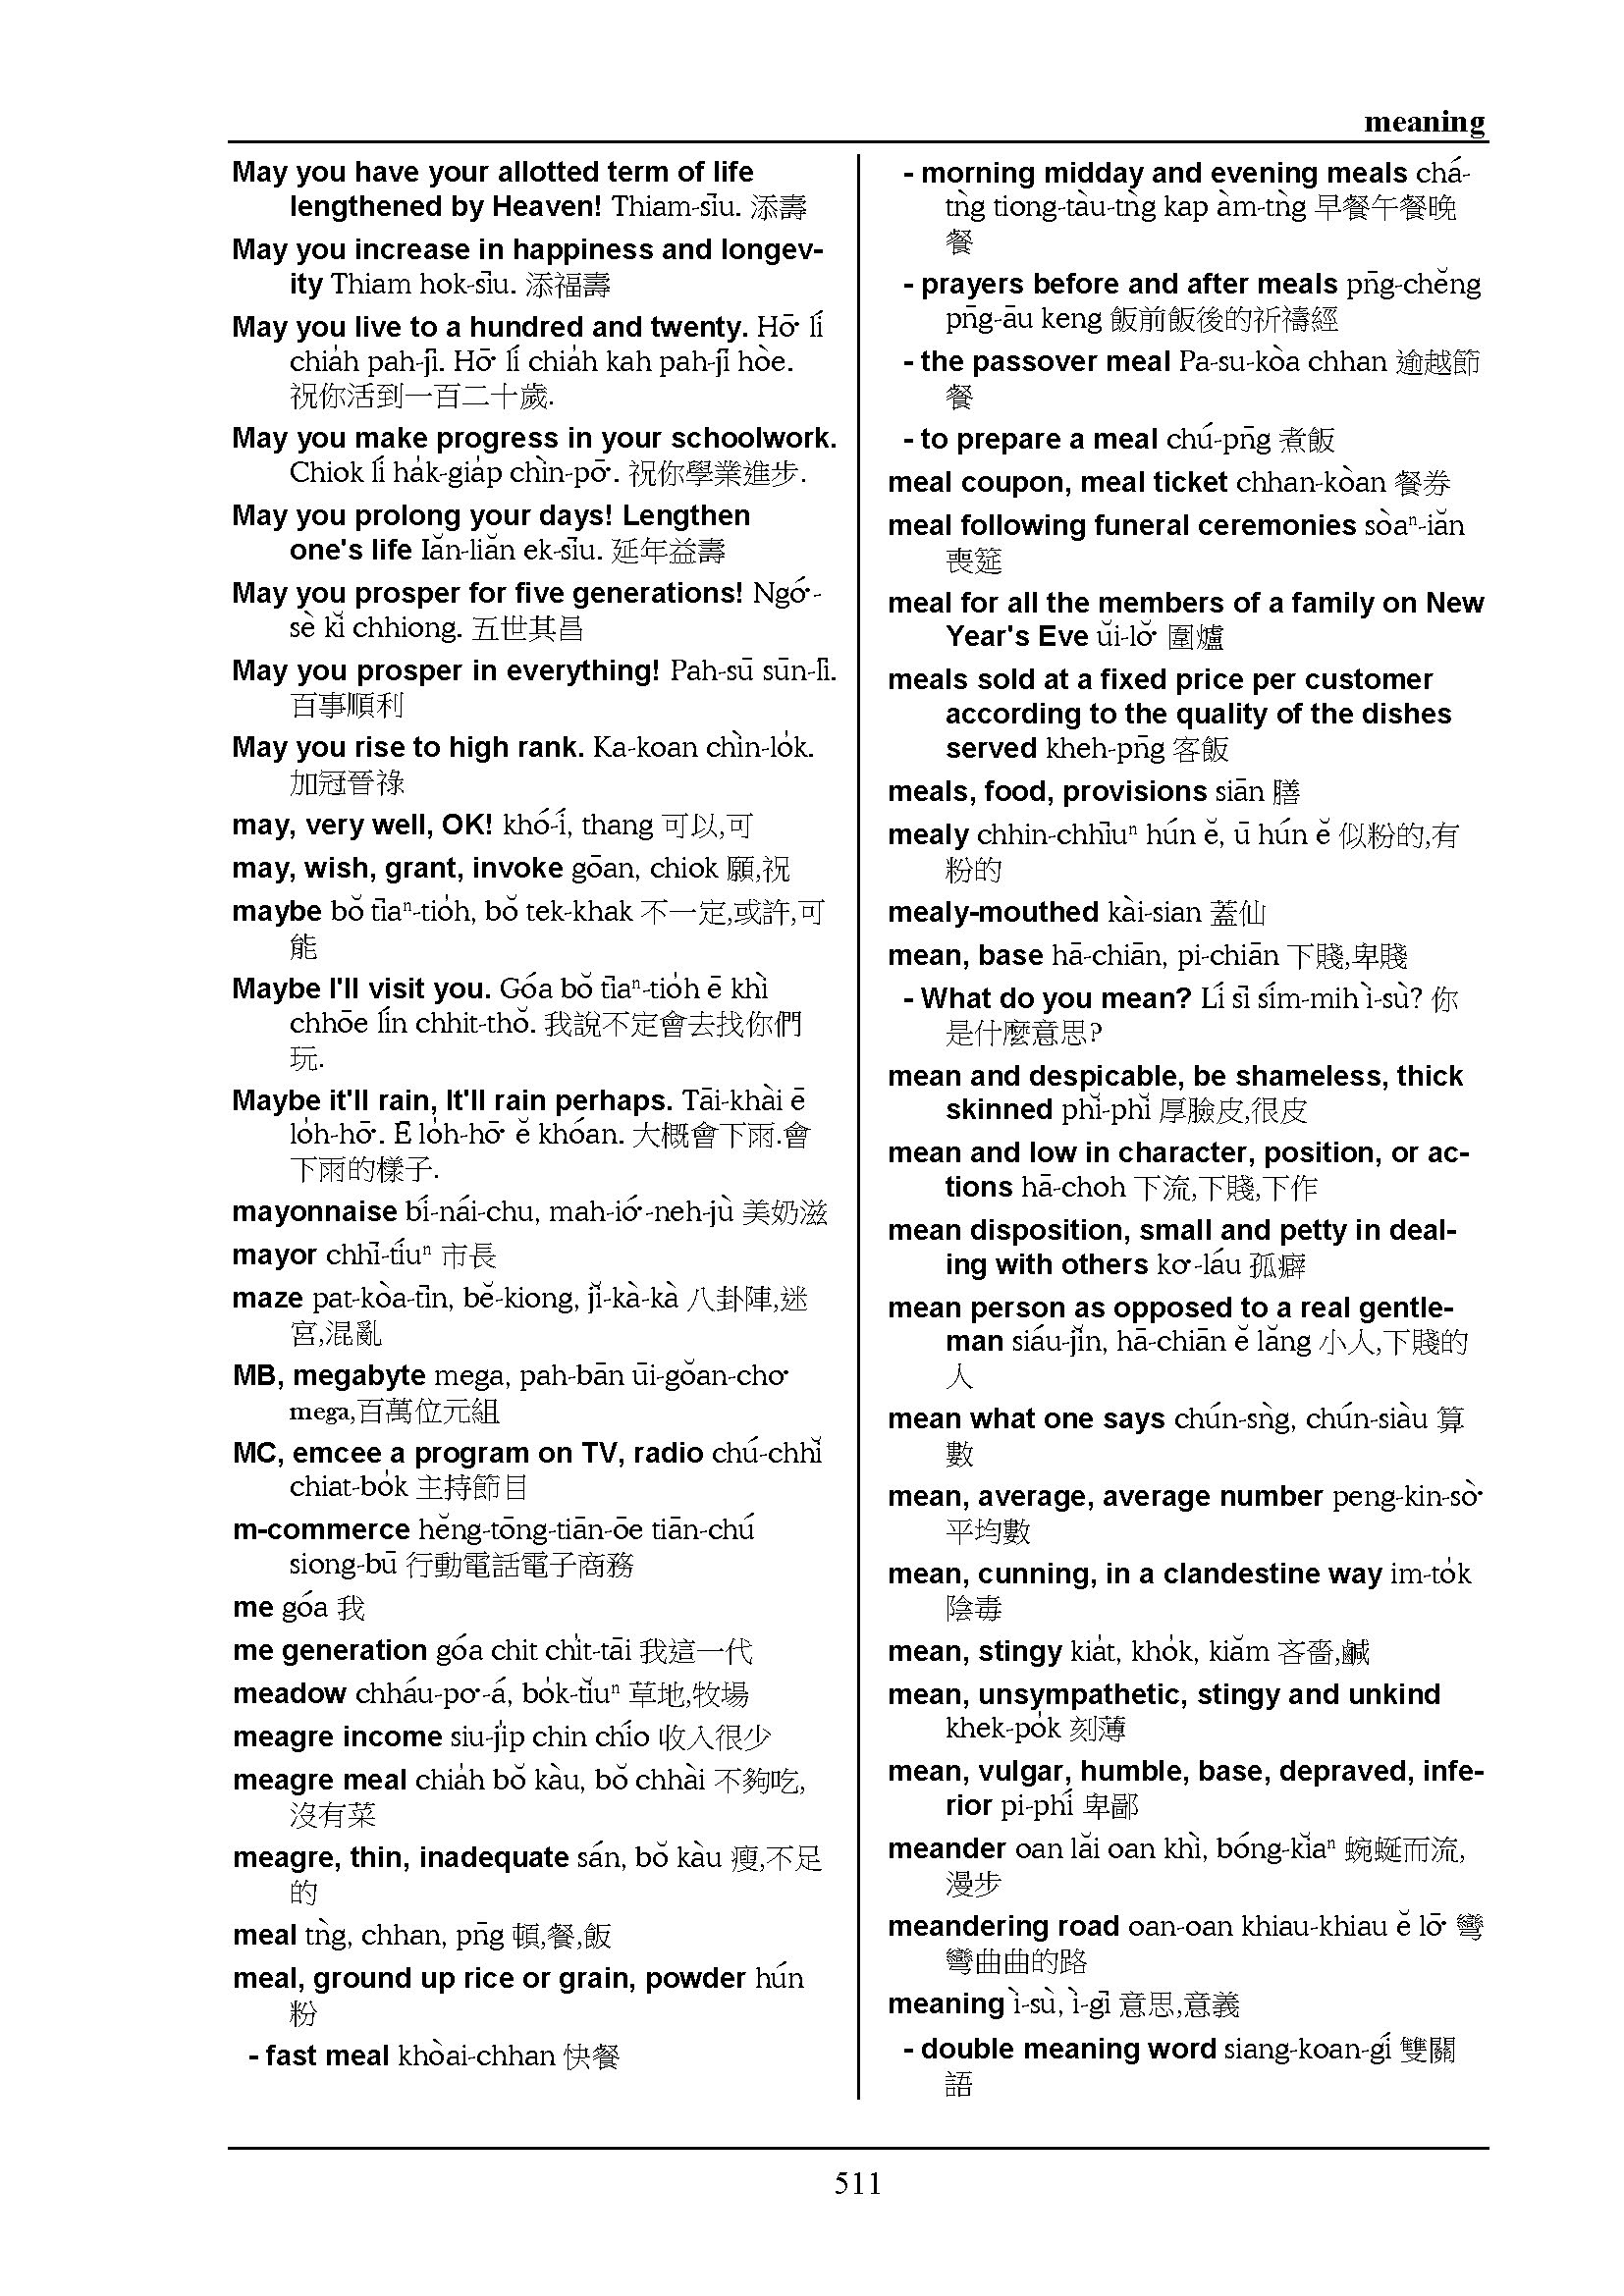 meaning
May you have your allotted term of life
lengthened by Heaven! Thiam-sīu. 添壽
May you increase in happiness and longev-
ity Thiam hok-sīu. 添福壽
May you live to a hundred and twenty. Hō͘ lí
chia̍h pah-jī. Hō͘ lí chia̍h kah pah-jī hòe.
祝你活到一百二十歲.
May you make progress in your schoolwork.
Chiok lí ha̍k-gia̍p chìn-pō͘. 祝你學業進步.
May you prolong your days! Lengthen
one's life Iăn-liăn ek-sīu. 延年益壽
May you prosper for five generations! Ngó͘-
sè kĭ chhiong. 五世其昌
May you prosper in everything! Pah-sū sūn-lī.
百事順利
May you rise to high rank. Ka-koan chìn-lo̍k.
加冠晉祿
may, very well, OK! khó-í, thang 可以,可
may, wish, grant, invoke gōan, chiok 願,祝
maybe bŏ tīaⁿ-tio̍h, bŏ tek-khak 不一定,或許,可
能
Maybe I'll visit you. Góa bŏ tīaⁿ-tio̍h ē khì
chhōe lín chhit-thŏ. 我說不定會去找你們
玩.
Maybe it'll rain, It'll rain perhaps. Tāi-khài ē
lo̍h-hō͘. Ē lo̍h-hō͘ ĕ khóan. 大概會下雨.會
下雨的樣子.
mayonnaise bí-nái-chu, mah-ió͘-neh-jù 美奶滋
mayor chhī-tíuⁿ 市長
maze pat-kòa-tīn, bĕ-kiong, jĭ-kà-kà 八卦陣,迷
宮,混亂
MB, megabyte mega, pah-bān ūi-gŏan-cho͘
mega,百萬位元組
MC, emcee a program on TV, radio chú-chhĭ
chiat-bo̍k 主持節目
m-commerce hĕng-tōng-tiān-ōe tiān-chú
siong-bū 行動電話電子商務
me góa 我
me generation góa chit chi̍t-tāi 我這一代
meadow chháu-po͘-á, bo̍k-tĭuⁿ 草地,牧場
meagre income siu-ji̍p chin chío 收入很少
meagre meal chia̍h bŏ kàu, bŏ chhài 不夠吃,
沒有菜
meagre, thin, inadequate sán, bŏ kàu 瘦,不足
的
meal tǹg, chhan, pn̄g 頓,餐,飯
meal, ground up rice or grain, powder hún
粉
- fast meal khòai-chhan 快餐
- morning midday and evening meals chá-
tǹg tiong-tàu-tǹg kap àm-tǹg 早餐午餐晚
餐
- prayers before and after meals pn̄g-chĕng
pn̄g-āu keng 飯前飯後的祈禱經
- the passover meal Pa-su-kòa chhan 逾越節
餐
- to prepare a meal chú-pn̄g 煮飯
meal coupon, meal ticket chhan-kòan 餐券
meal following funeral ceremonies sòaⁿ-iăn
喪筵
meal for all the members of a family on New
Year's Eve ŭi-lŏ͘ 圍爐
meals sold at a fixed price per customer
according to the quality of the dishes
served kheh-pn̄g 客飯
meals, food, provisions siān 膳
mealy chhin-chhīuⁿ hún ĕ, ū hún ĕ 似粉的,有
粉的
mealy-mouthed kài-sian 蓋仙
mean, base hā-chiān, pi-chiān 下賤,卑賤
- What do you mean? Lí sī sím-mih ì-sù? 你
是什麼意思?
mean and despicable, be shameless, thick
skinned phĭ-phĭ 厚臉皮,很皮
mean and low in character, position, or ac-
tions hā-choh 下流,下賤,下作
mean disposition, small and petty in deal-
ing with others ko͘-láu 孤癖
mean person as opposed to a real gentle-
man siáu-jĭn, hā-chiān ĕ lăng 小人,下賤的
人
mean what one says chún-sǹg, chún-siàu 算
數
mean, average, average number peng-kin-sò͘
平均數
mean, cunning, in a clandestine way im-to̍k
陰毒
mean, stingy kia̍t, kho̍k, kiăm 吝嗇,鹹
mean, unsympathetic, stingy and unkind
khek-po̍k 刻薄
mean, vulgar, humble, base, depraved, infe-
rior pi-phí 卑鄙
meander oan lăi oan khì, bóng-kĭaⁿ 蜿蜒而流,
漫步
meandering road oan-oan khiau-khiau ĕ lō͘ 彎
彎曲曲的路
meaning ì-sù, ì-gī 意思,意義
- double meaning word siang-koan-gí 雙關
語
511